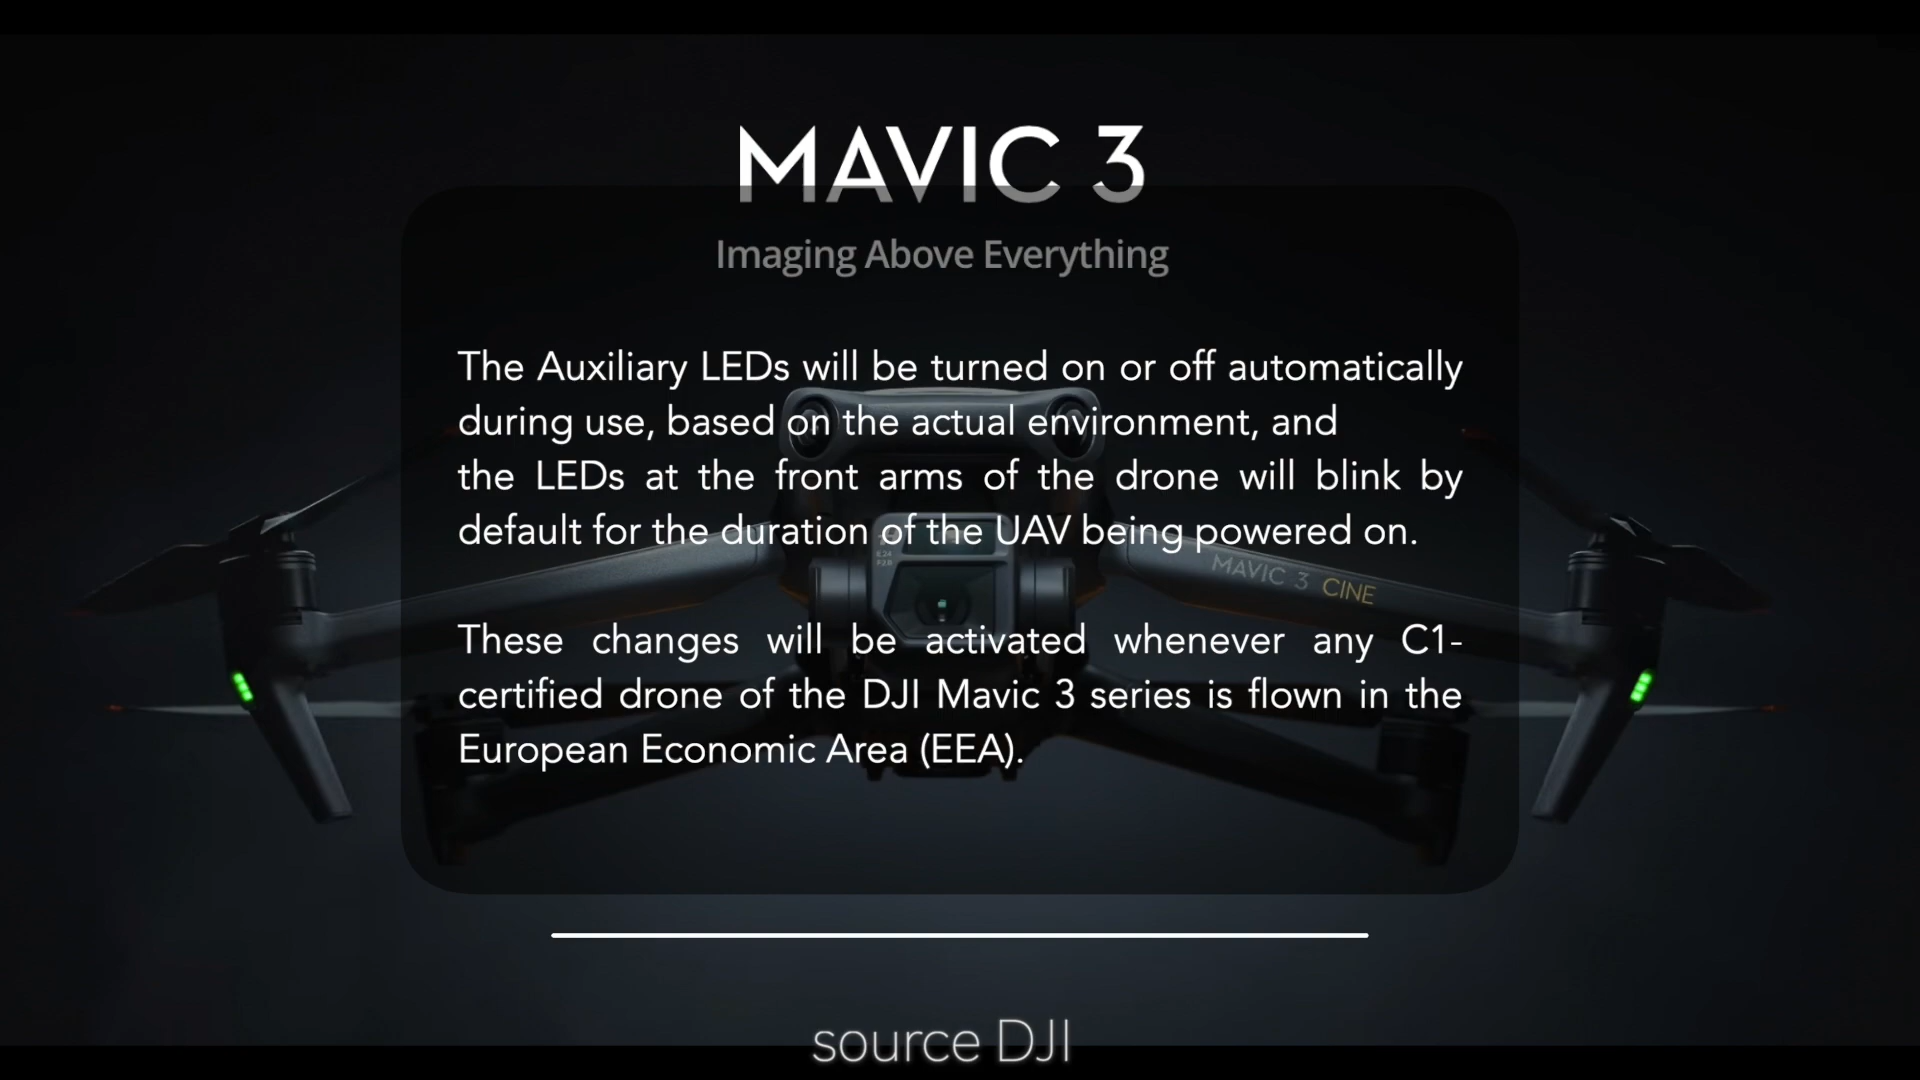 MAVIC 3
Imaging Above Everything
The Auxiliary LEDs will be turned on or off automatically
during use, based on the actual environment, and
the LEDs at the front arms of the drone will blink by
default for the duration of the UAV being powered on.
E24
F2.8
MAVIC 3 CINE
These changes will be activated whenever any C1-
certified drone of the DJI Mavic 3 series is flown in the
European Economic Area (EEA).
source DJI